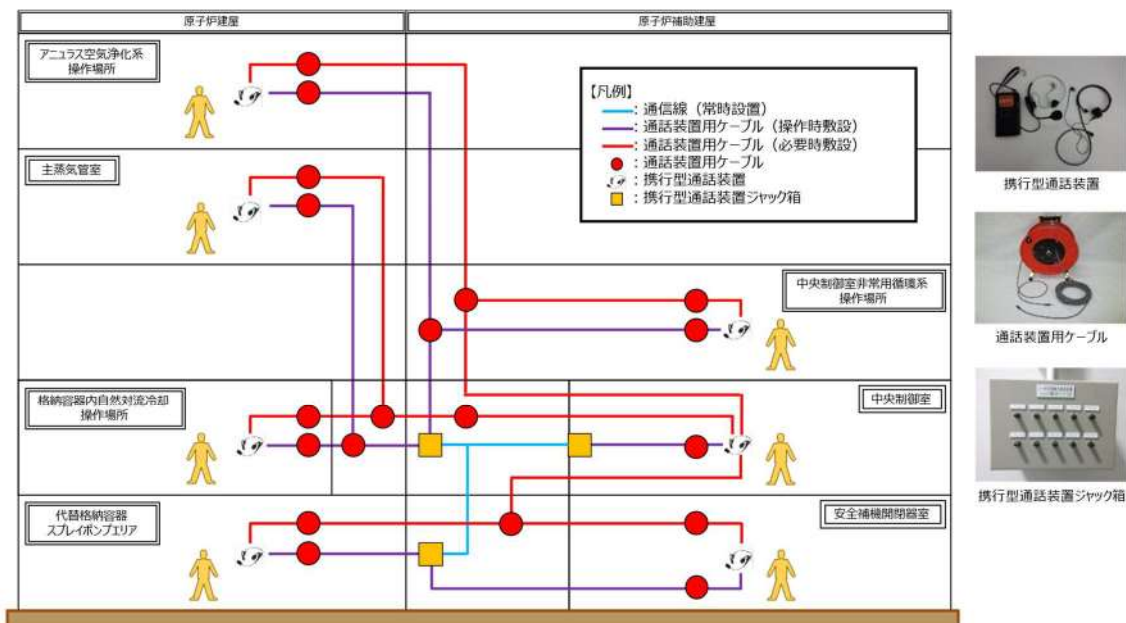 原子炉建屋
原子炉補助建屋
アニュラス空気浄化系
操作場所
【凡例】
：通信線（常時設置）
：通話装置用ケーブル（操作時敷設）
：通話装置用ケーブル（必要時敷設）
：通話装置用ケーブル
：携行型通話装置
：携行型通話装置ジャック箱
主蒸気管室
中央制御室非常用循環系
操作場所
格納容器内自然対流冷却
操作場所
中央制御室
代替格納容器
スプレイポンプエリア
安全補機開閉器室
携行型通話装置
通話装置用ケーブル
携行型通話装置ジャック箱